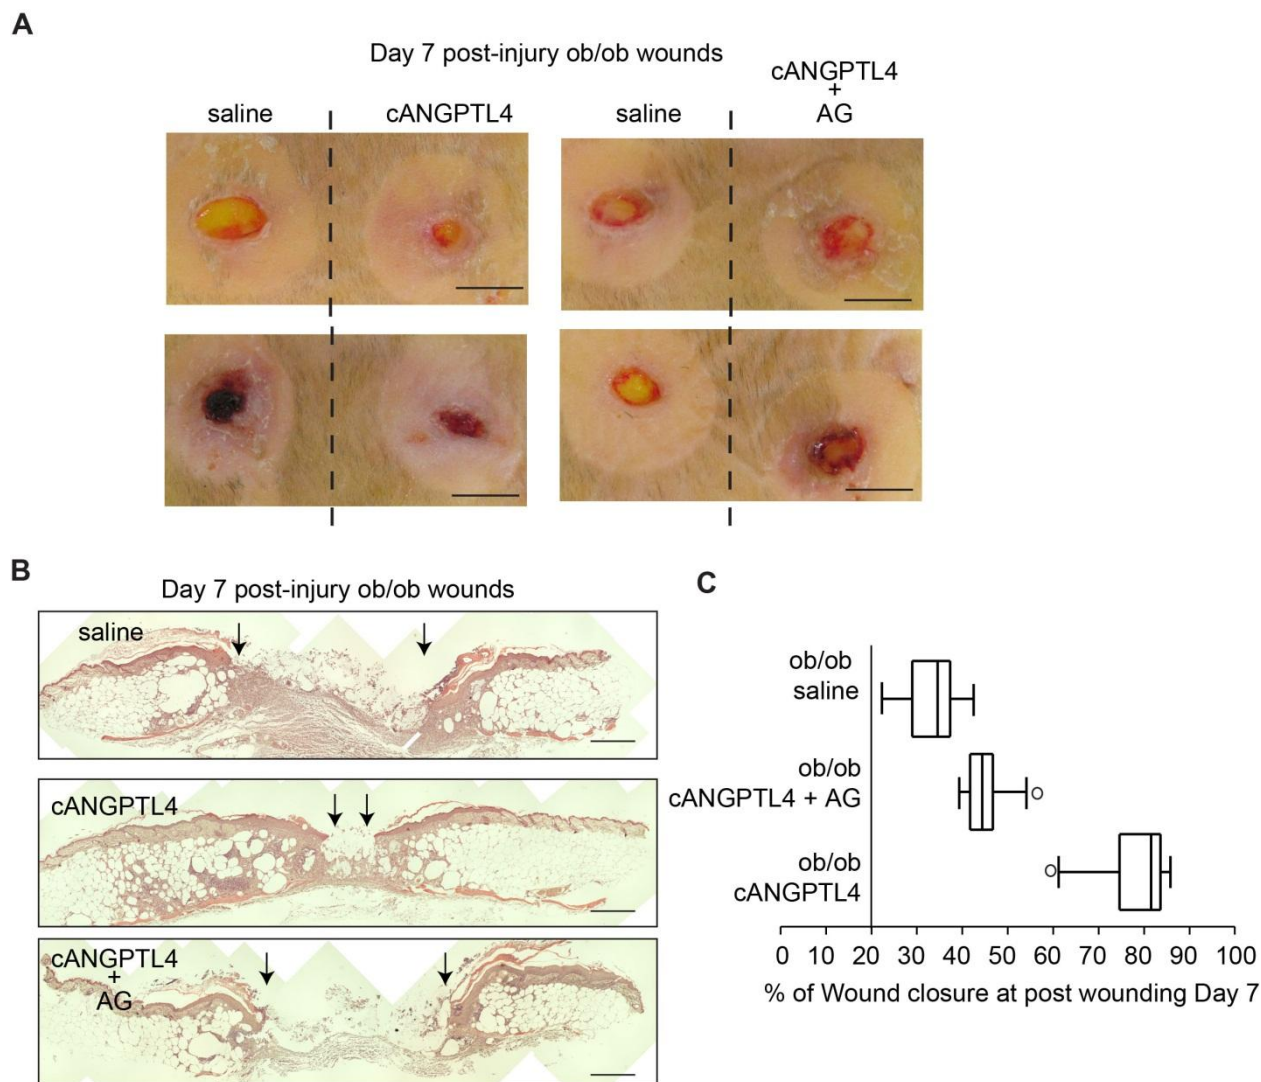 A
Day 7 post-injury ob/ob wounds
saline
cANGPTL4
saline
cANGPTL4
+
AG
B
Day 7 post-injury ob/ob wounds
saline
cANGPTL4
cANGPTL4
+
AG
C
ob/ob
saline
ob/ob
cANGPTL4 + AG
ob/ob
cANGPTL4
0 10 20 30 40 50 60 70 80 90 100
% of Wound closure at post wounding Day 7